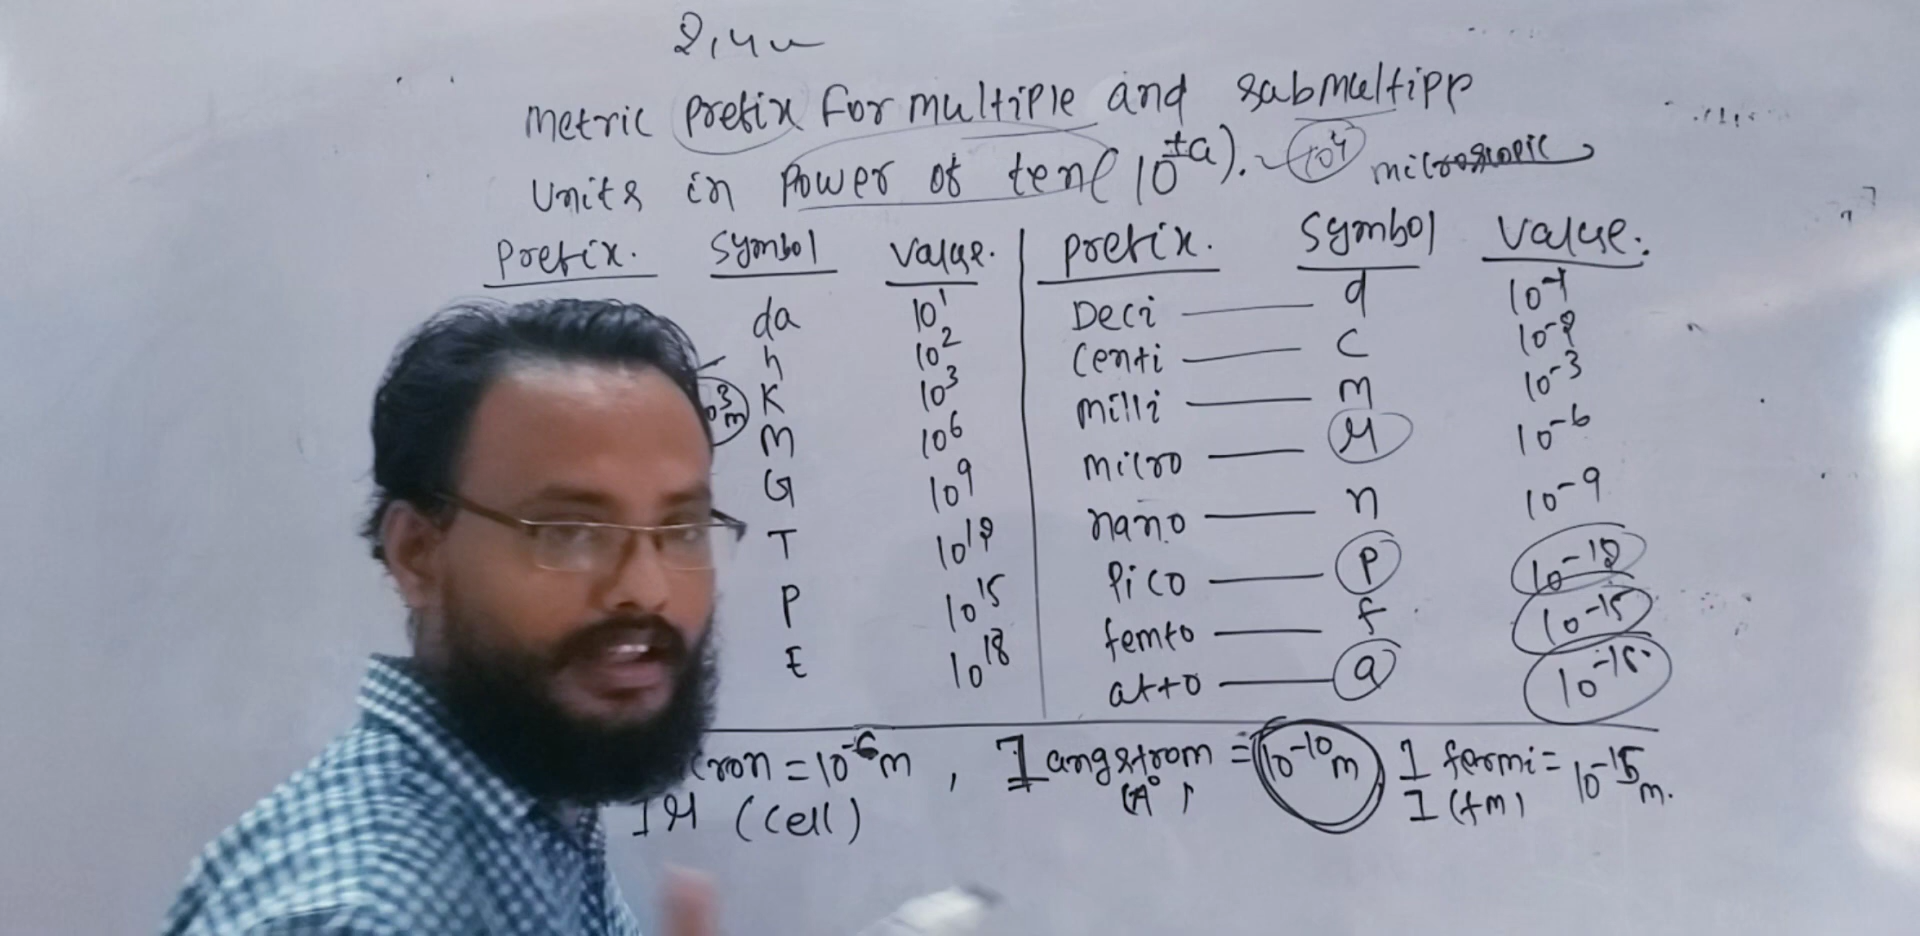 metric prefix for multiple and submultipp
Units in power of ten(10^±a). 10^4 microscopic
Prefix. Symbol Value. | Prefix. Symbol Value.
da 10^1 | Deci — d 10^-1
h 10^2 | Centi — c 10^-2
10^3 m K 10^3 | milli — m 10^-3
M 10^6 | micro — μ 10^-6
G 10^9 | nano — n 10^-9
T 10^12 | Pico — p 10^-12
P 10^15 | femto — f 10^-15
E 10^18 | atto — a 10^-18
cron = 10^-6 m , 1 angstrom = 10^-10 m 1 fermi = 10^-15 m.
1μ (cell) (A°) 1 (fm)